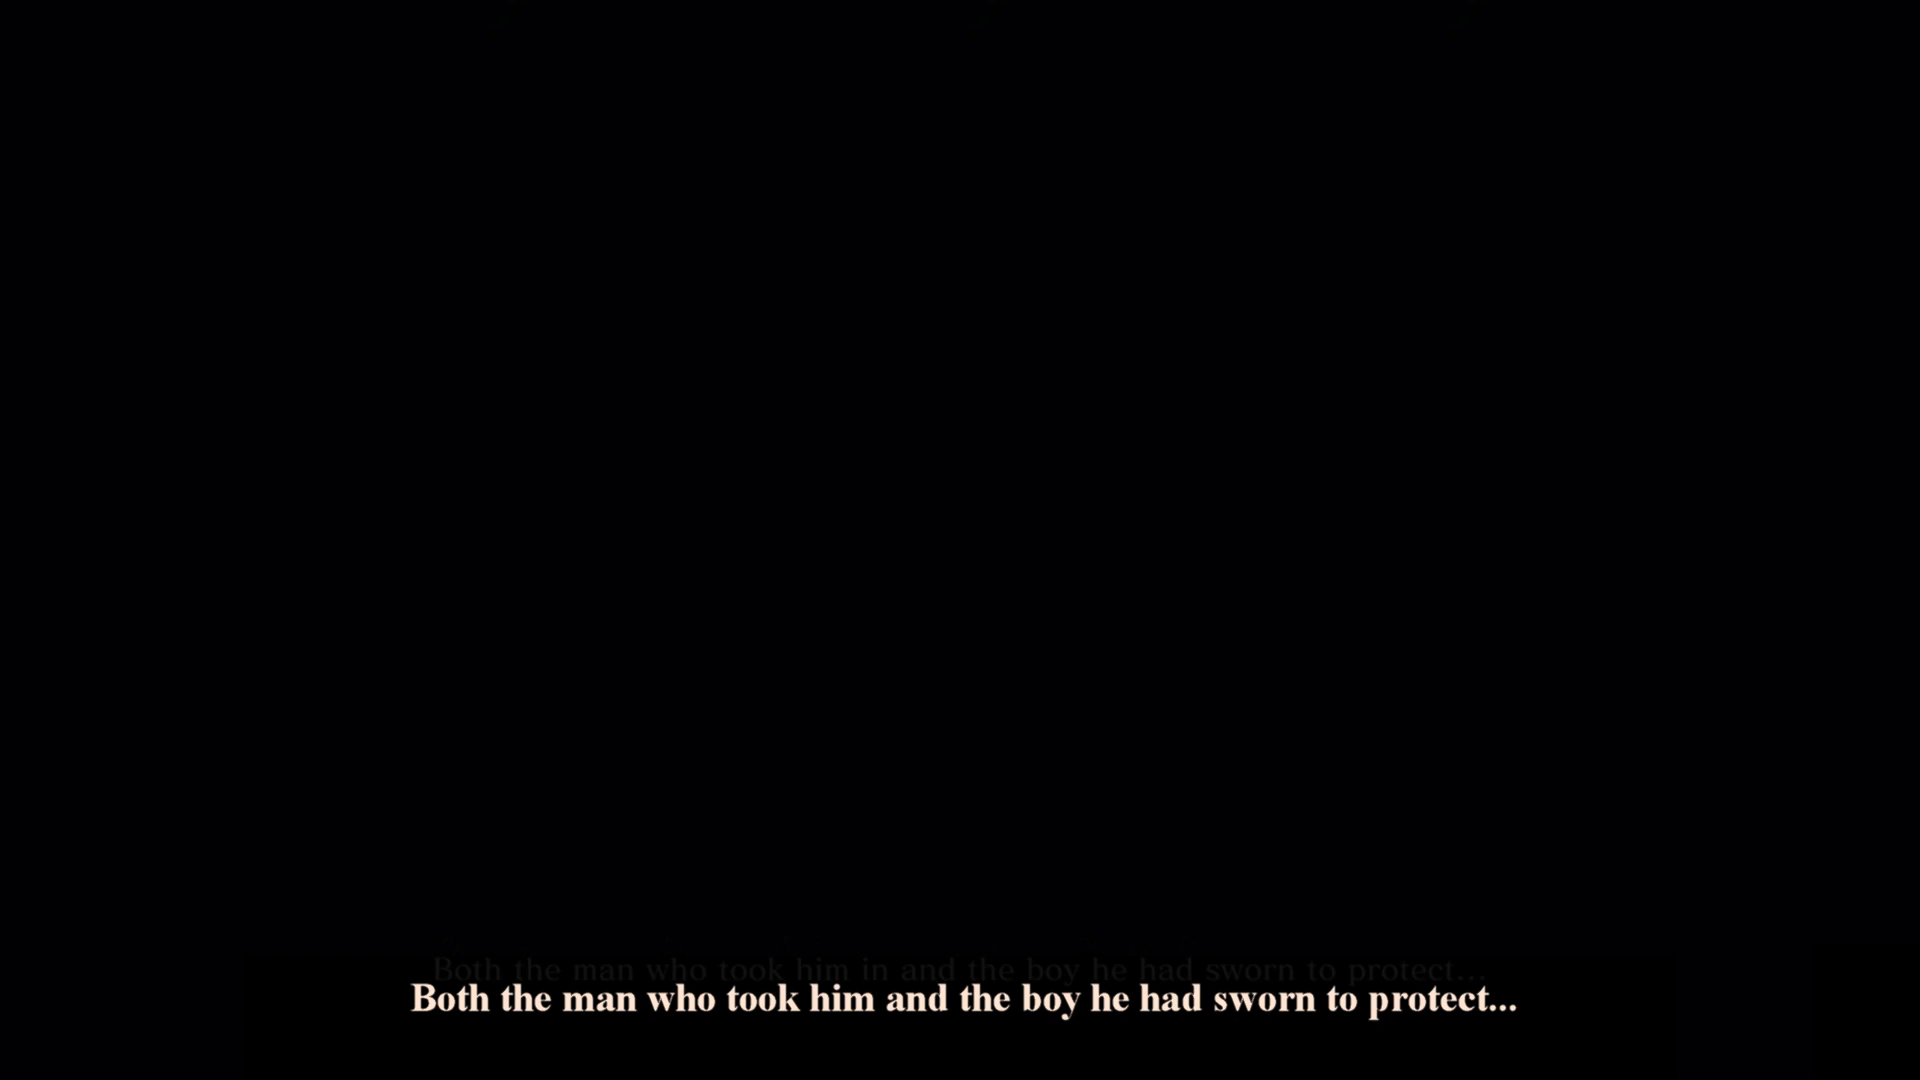 Both the man who took him in and the boy he had sworn to protect...
Both the man who took him and the boy he had sworn to protect...